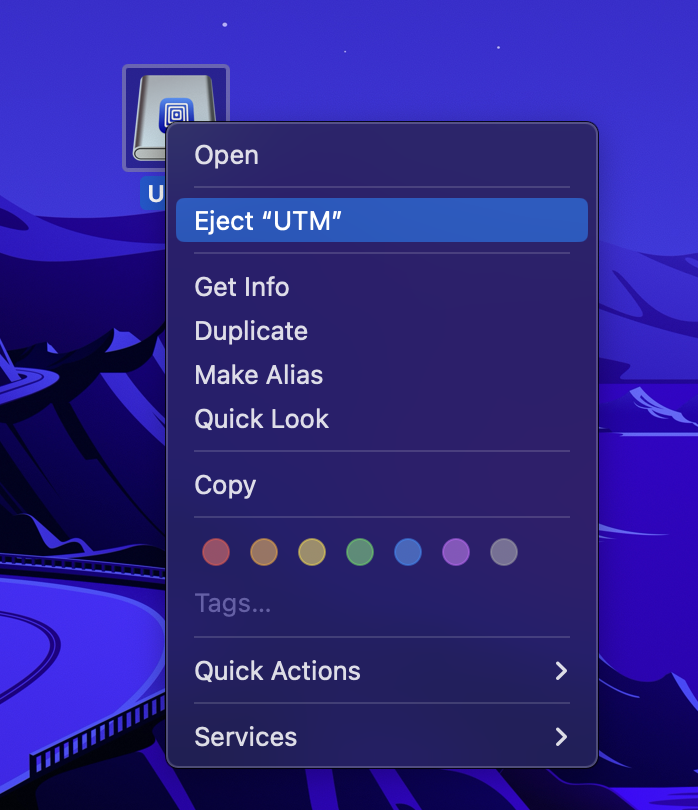 Open
U
Eject “UTM”
Get Info
Duplicate
Make Alias
Quick Look
Copy
Tags...
Quick Actions
Services